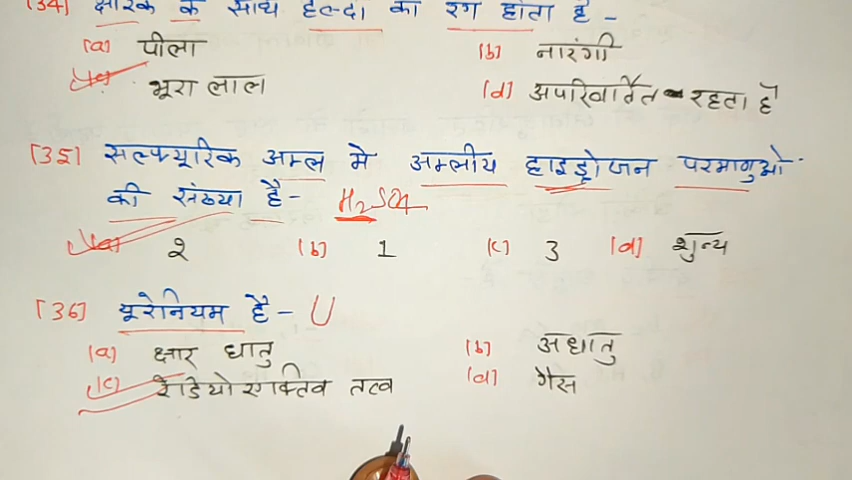 [34] क्षारक के साथ हल्दी का रंग होता है -
(a) पीला (b) नारंगी
(c) भूरा लाल (d) अपरिवर्तित रहता है
[35] सल्फ्यूरिक अम्ल मे अम्लीय हाइड्रोजन परमाणुओ
की संख्या है- H2SO4
(a) 2 (b) 1 (c) 3 (d) शुन्य
[36] यूरेनियम है- U
(a) क्षार धातु (b) अधातु
(c) रेडियो एक्तिव तत्व (d) गैस